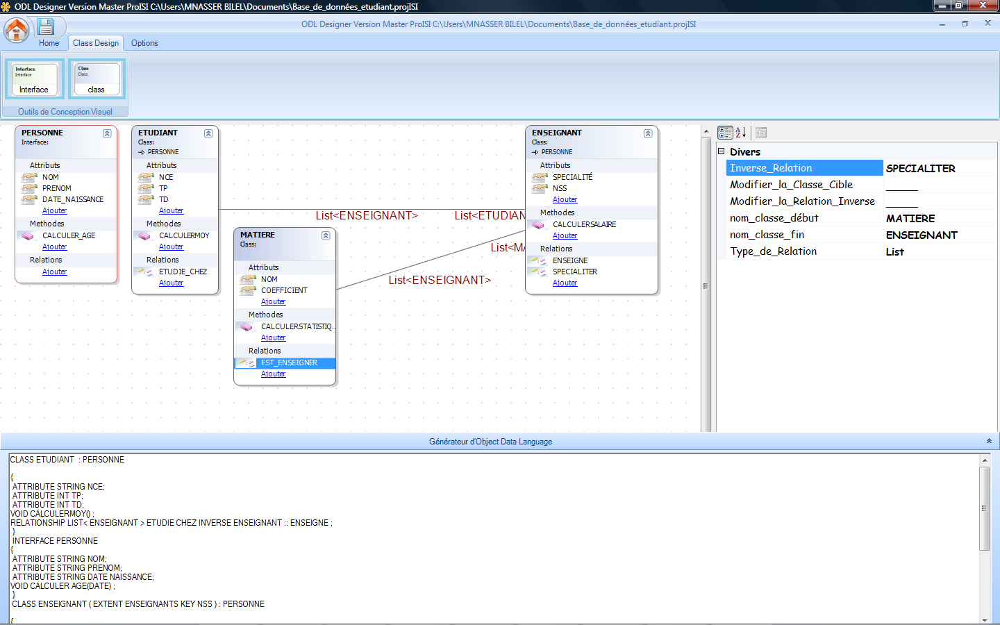 ODL Designer Version Master ProISI C:\Users\MNASSER BILEL\Documents\Base_de_données_etudiant.projISI
ODL Designer Version Master ProISI C:\Users\MNASSER BILEL\Documents\Base_de_données_etudiant.projISI
Home Class Design Options
Interface
Interface
Interface
Class
Class
class
Outils de Conception Visuel
PERSONNE
Interface:
Attributs
NOM
PRENOM
DATE_NAISSANCE
Ajouter
Methodes
CALCULER_AGE
Ajouter
Relations
Ajouter
ETUDIANT
Class:
PERSONNE
Attributs
NCE
TP
TD
Ajouter
Methodes
CALCULERMOY
Ajouter
Relations
ETUDIE_CHEZ
Ajouter
List<ENSEIGNANT>
List<ETUDIAN
MATIERE
Class:
Attributs
NOM
COEFFICIENT
Ajouter
Methodes
CALCULERSTATISTIQ..
Ajouter
Relations
EST_ENSEIGNER
Ajouter
List<MA
List<ENSEIGNANT>
ENSEIGNANT
Class:
PERSONNE
Attributs
SPECIALITÉ
NSS
Ajouter
Methodes
CALCULERSALAIRE
Ajouter
Relations
ENSEIGNE
SPECIALITER
Ajouter
Divers
Inverse_Relation SPECIALITER
Modifier_la_Classe_Cible ______
Modifier_la_Relation_Inverse ______
nom_classe_début MATIERE
nom_classe_fin ENSEIGNANT
Type_de_Relation List
Générateur d'Object Data Language
CLASS ETUDIANT : PERSONNE
{
ATTRIBUTE STRING NCE;
ATTRIBUTE INT TP;
ATTRIBUTE INT TD;
VOID CALCULERMOY() ;
RELATIONSHIP LIST< ENSEIGNANT > ETUDIE CHEZ INVERSE ENSEIGNANT :: ENSEIGNE ;
}
INTERFACE PERSONNE
{
ATTRIBUTE STRING NOM;
ATTRIBUTE STRING PRENOM;
ATTRIBUTE STRING DATE NAISSANCE;
VOID CALCULER AGE(DATE) ;
}
CLASS ENSEIGNANT ( EXTENT ENSEIGNANTS KEY NSS ) : PERSONNE
{